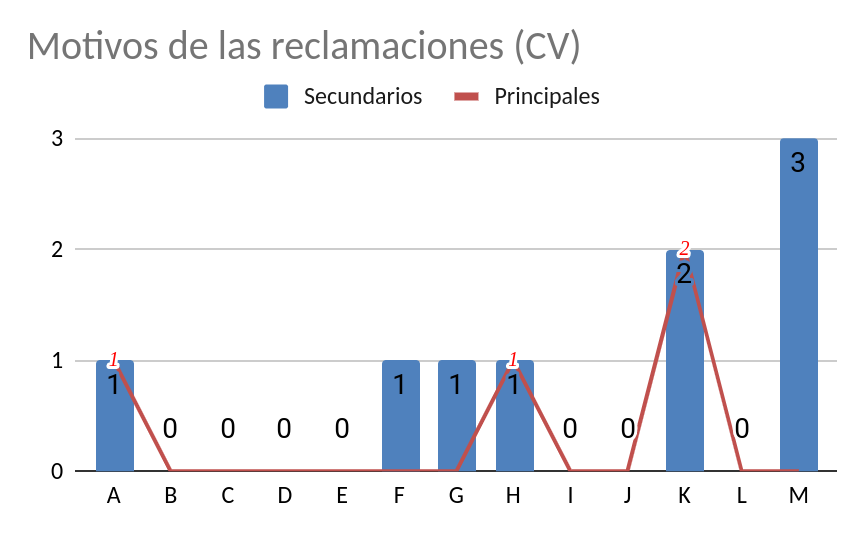 Motivos de las reclamaciones (CV)
Secundarios Principales
3
3
2
2
2
1
1 1
1 1 1 1
0 0 0 0 0 0 0
0
A B C D E F G H I J K L M